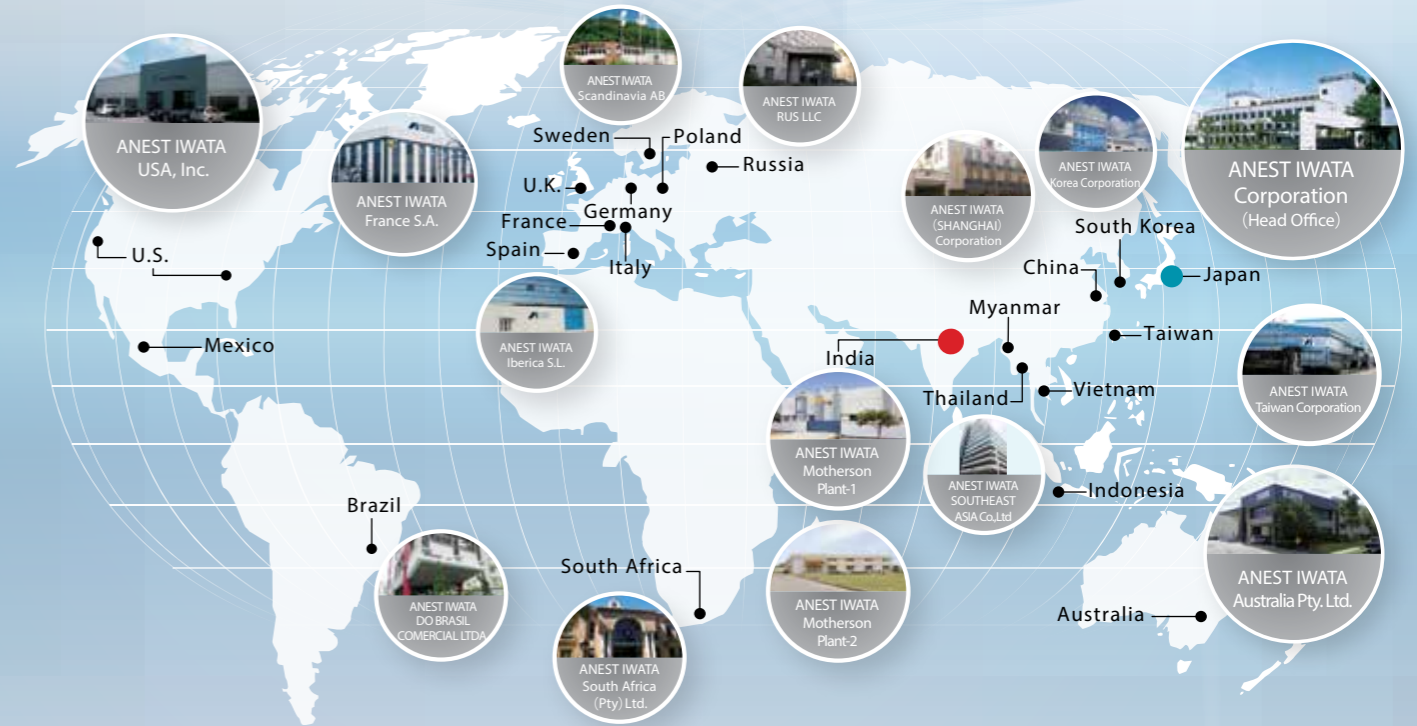 ANEST IWATA
USA, Inc.
ANEST IWATA
France S.A.
ANEST IWATA
Scandinavia AB
ANEST IWATA
RUS LLC
ANEST IWATA
(SHANGHAI)
Corporation
ANEST IWATA
Korea Corporation
ANEST IWATA
Corporation
(Head Office)
Sweden
Poland
Russia
U.K.
Germany
France
Spain
Italy
U.S.
Mexico
South Korea
China
Japan
Myanmar
Taiwan
India
Thailand
Vietnam
ANEST IWATA
Iberica S.L.
ANEST IWATA
Taiwan Corporation
ANEST IWATA
Motherson
Plant-1
ANEST IWATA
SOUTHEAST
ASIA Co.,Ltd
Indonesia
Brazil
ANEST IWATA
DO BRASIL
COMERCIAL LTDA
South Africa
ANEST IWATA
South Africa
(Pty) Ltd.
ANEST IWATA
Motherson
Plant-2
Australia
ANEST IWATA
Australia Pty. Ltd.